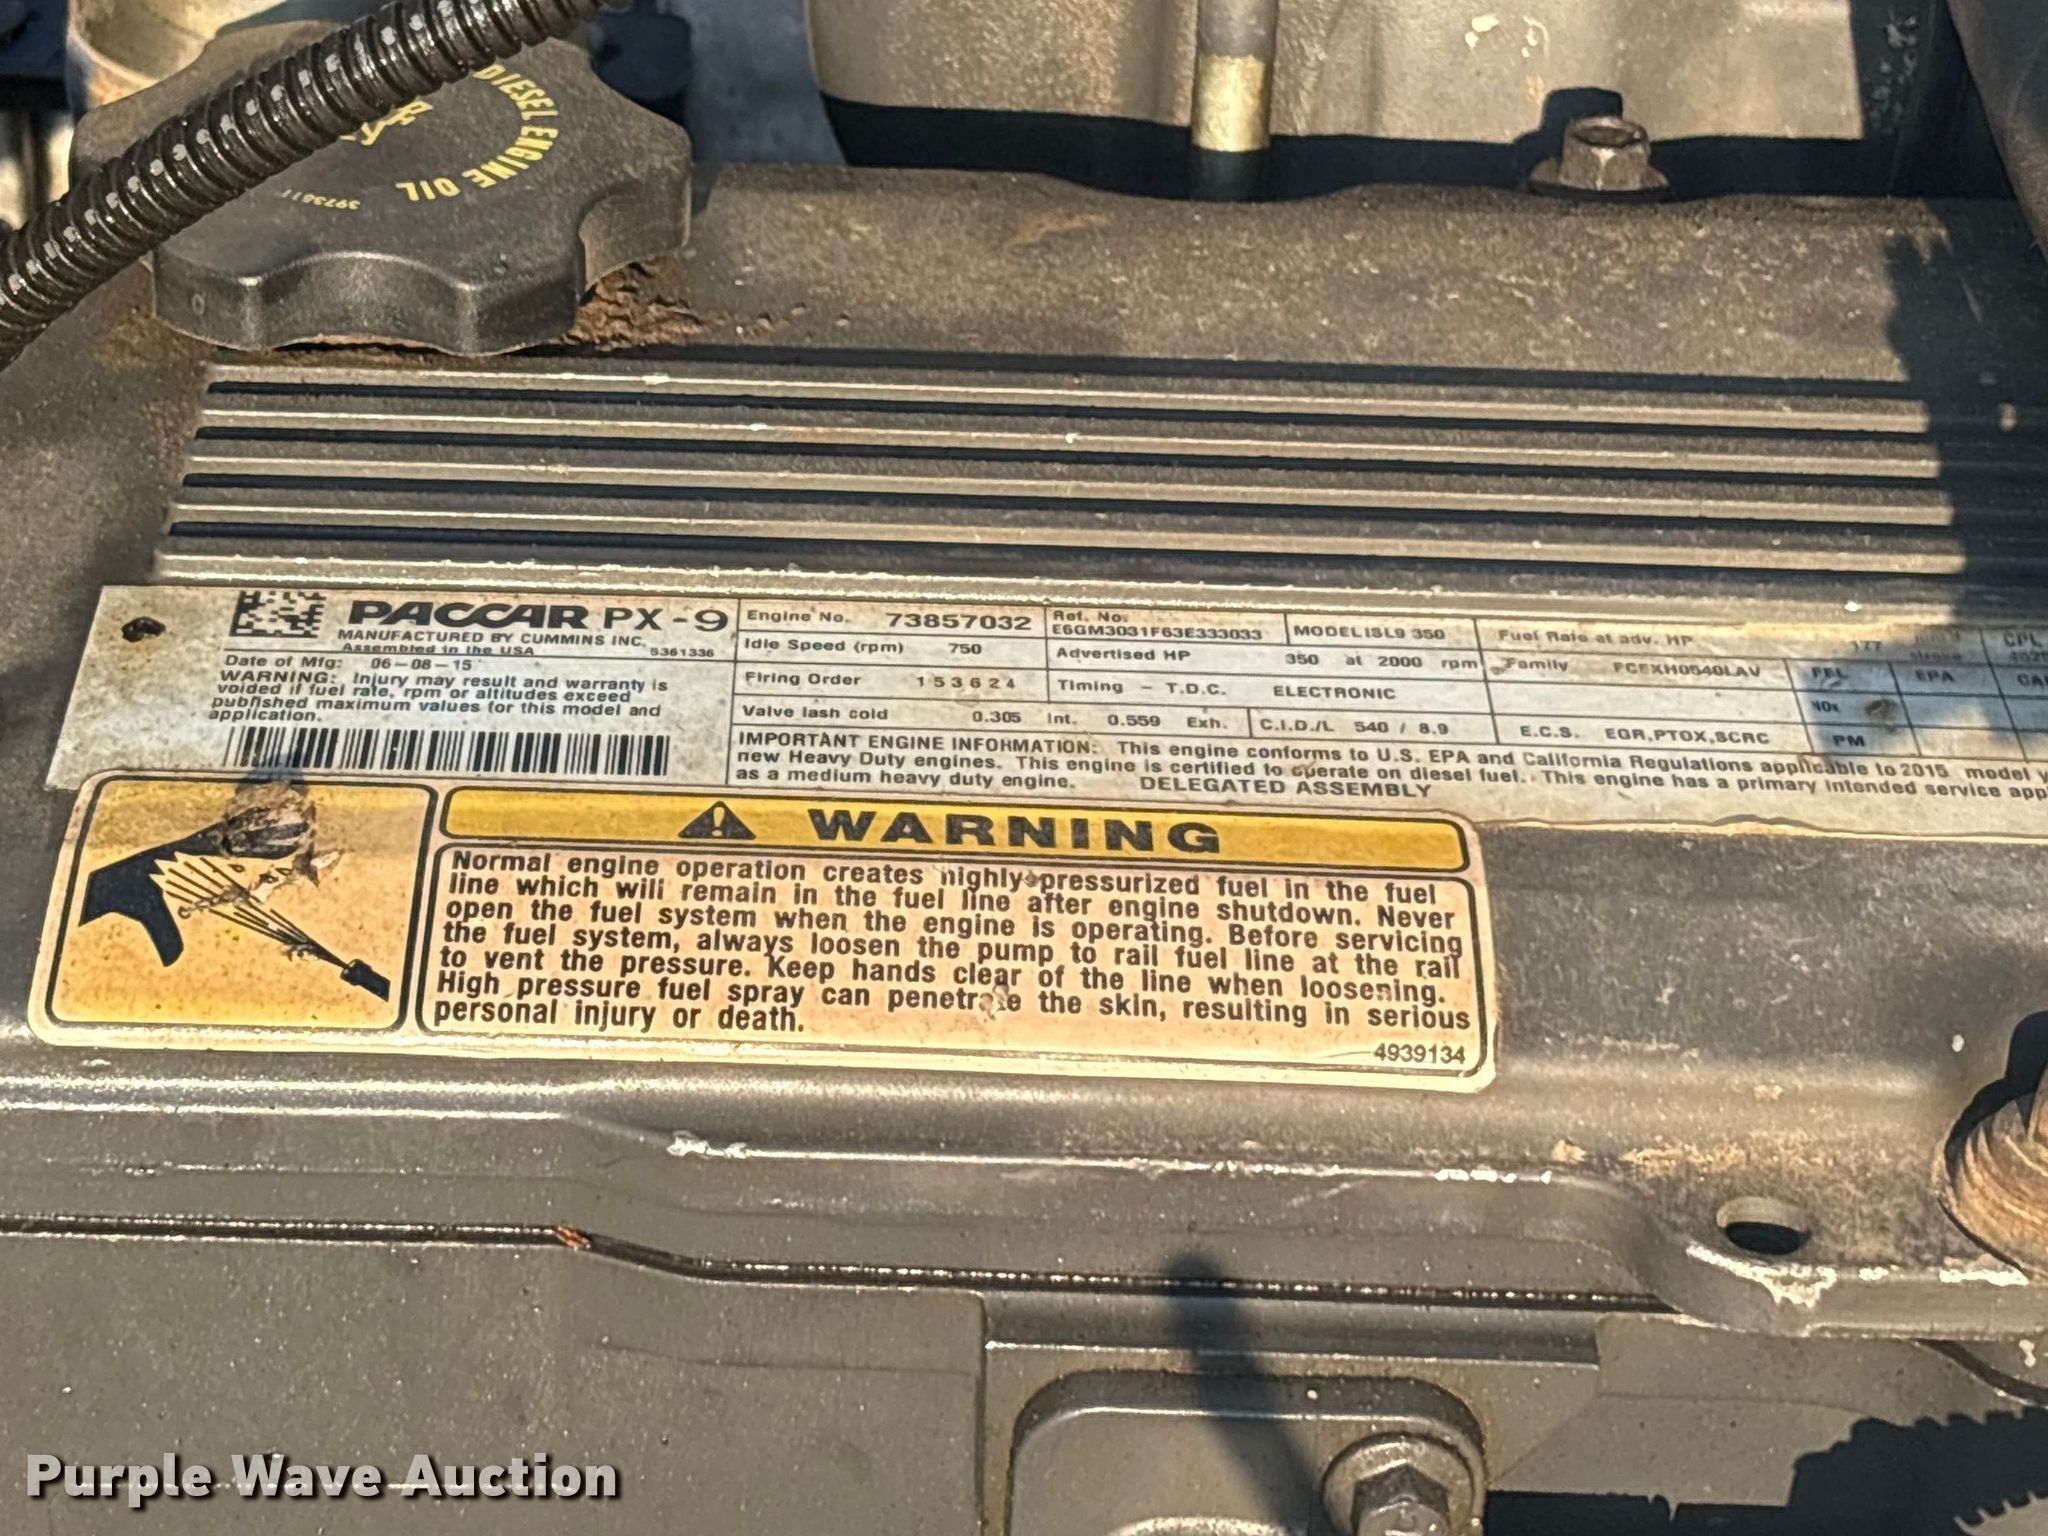 DIESEL ENGINE OIL
PACCAR PX-9
MANUFACTURED BY CUMMINS INC.
Assembled in the USA
5361336
Date of Mfg: 06-08-15
WARNING: Injury may result and warranty is
voided if fuel rate, rpm or altitudes exceed
published maximum values for this model and
application.
Engine No. 73857032
Idle Speed (rpm) 750
Firing Order 1 5 3 6 2 4
Valve lash cold 0.305 Int. 0.559 Exh.
Ref. No.
E6GM3031F63E333033
MODEL ISL9 350
Advertised HP 350 at 2000 rpm
Timing - T.D.C. ELECTRONIC
C.I.D./L 540 / 8.9
Fuel Rate at adv. HP 177
Family FCEXH0540LAV
E.C.S. EGR,PTOX,SCRC
CPL
FEL EPA
NOx
PM
IMPORTANT ENGINE INFORMATION: This engine conforms to U.S. EPA and California Regulations applicable to 2015 model
new Heavy Duty engines. This engine is certified to operate on diesel fuel. This engine has a primary intended service
as a medium heavy duty engine. DELEGATED ASSEMBLY
WARNING
Normal engine operation creates highly pressurized fuel in the fuel
line which will remain in the fuel line after engine shutdown. Never
open the fuel system when the engine is operating. Before servicing
the fuel system, always loosen the pump to rail fuel line at the rail
to vent the pressure. Keep hands clear of the line when loosening.
High pressure fuel spray can penetrate the skin, resulting in serious
personal injury or death.
4939134
Purple Wave Auction